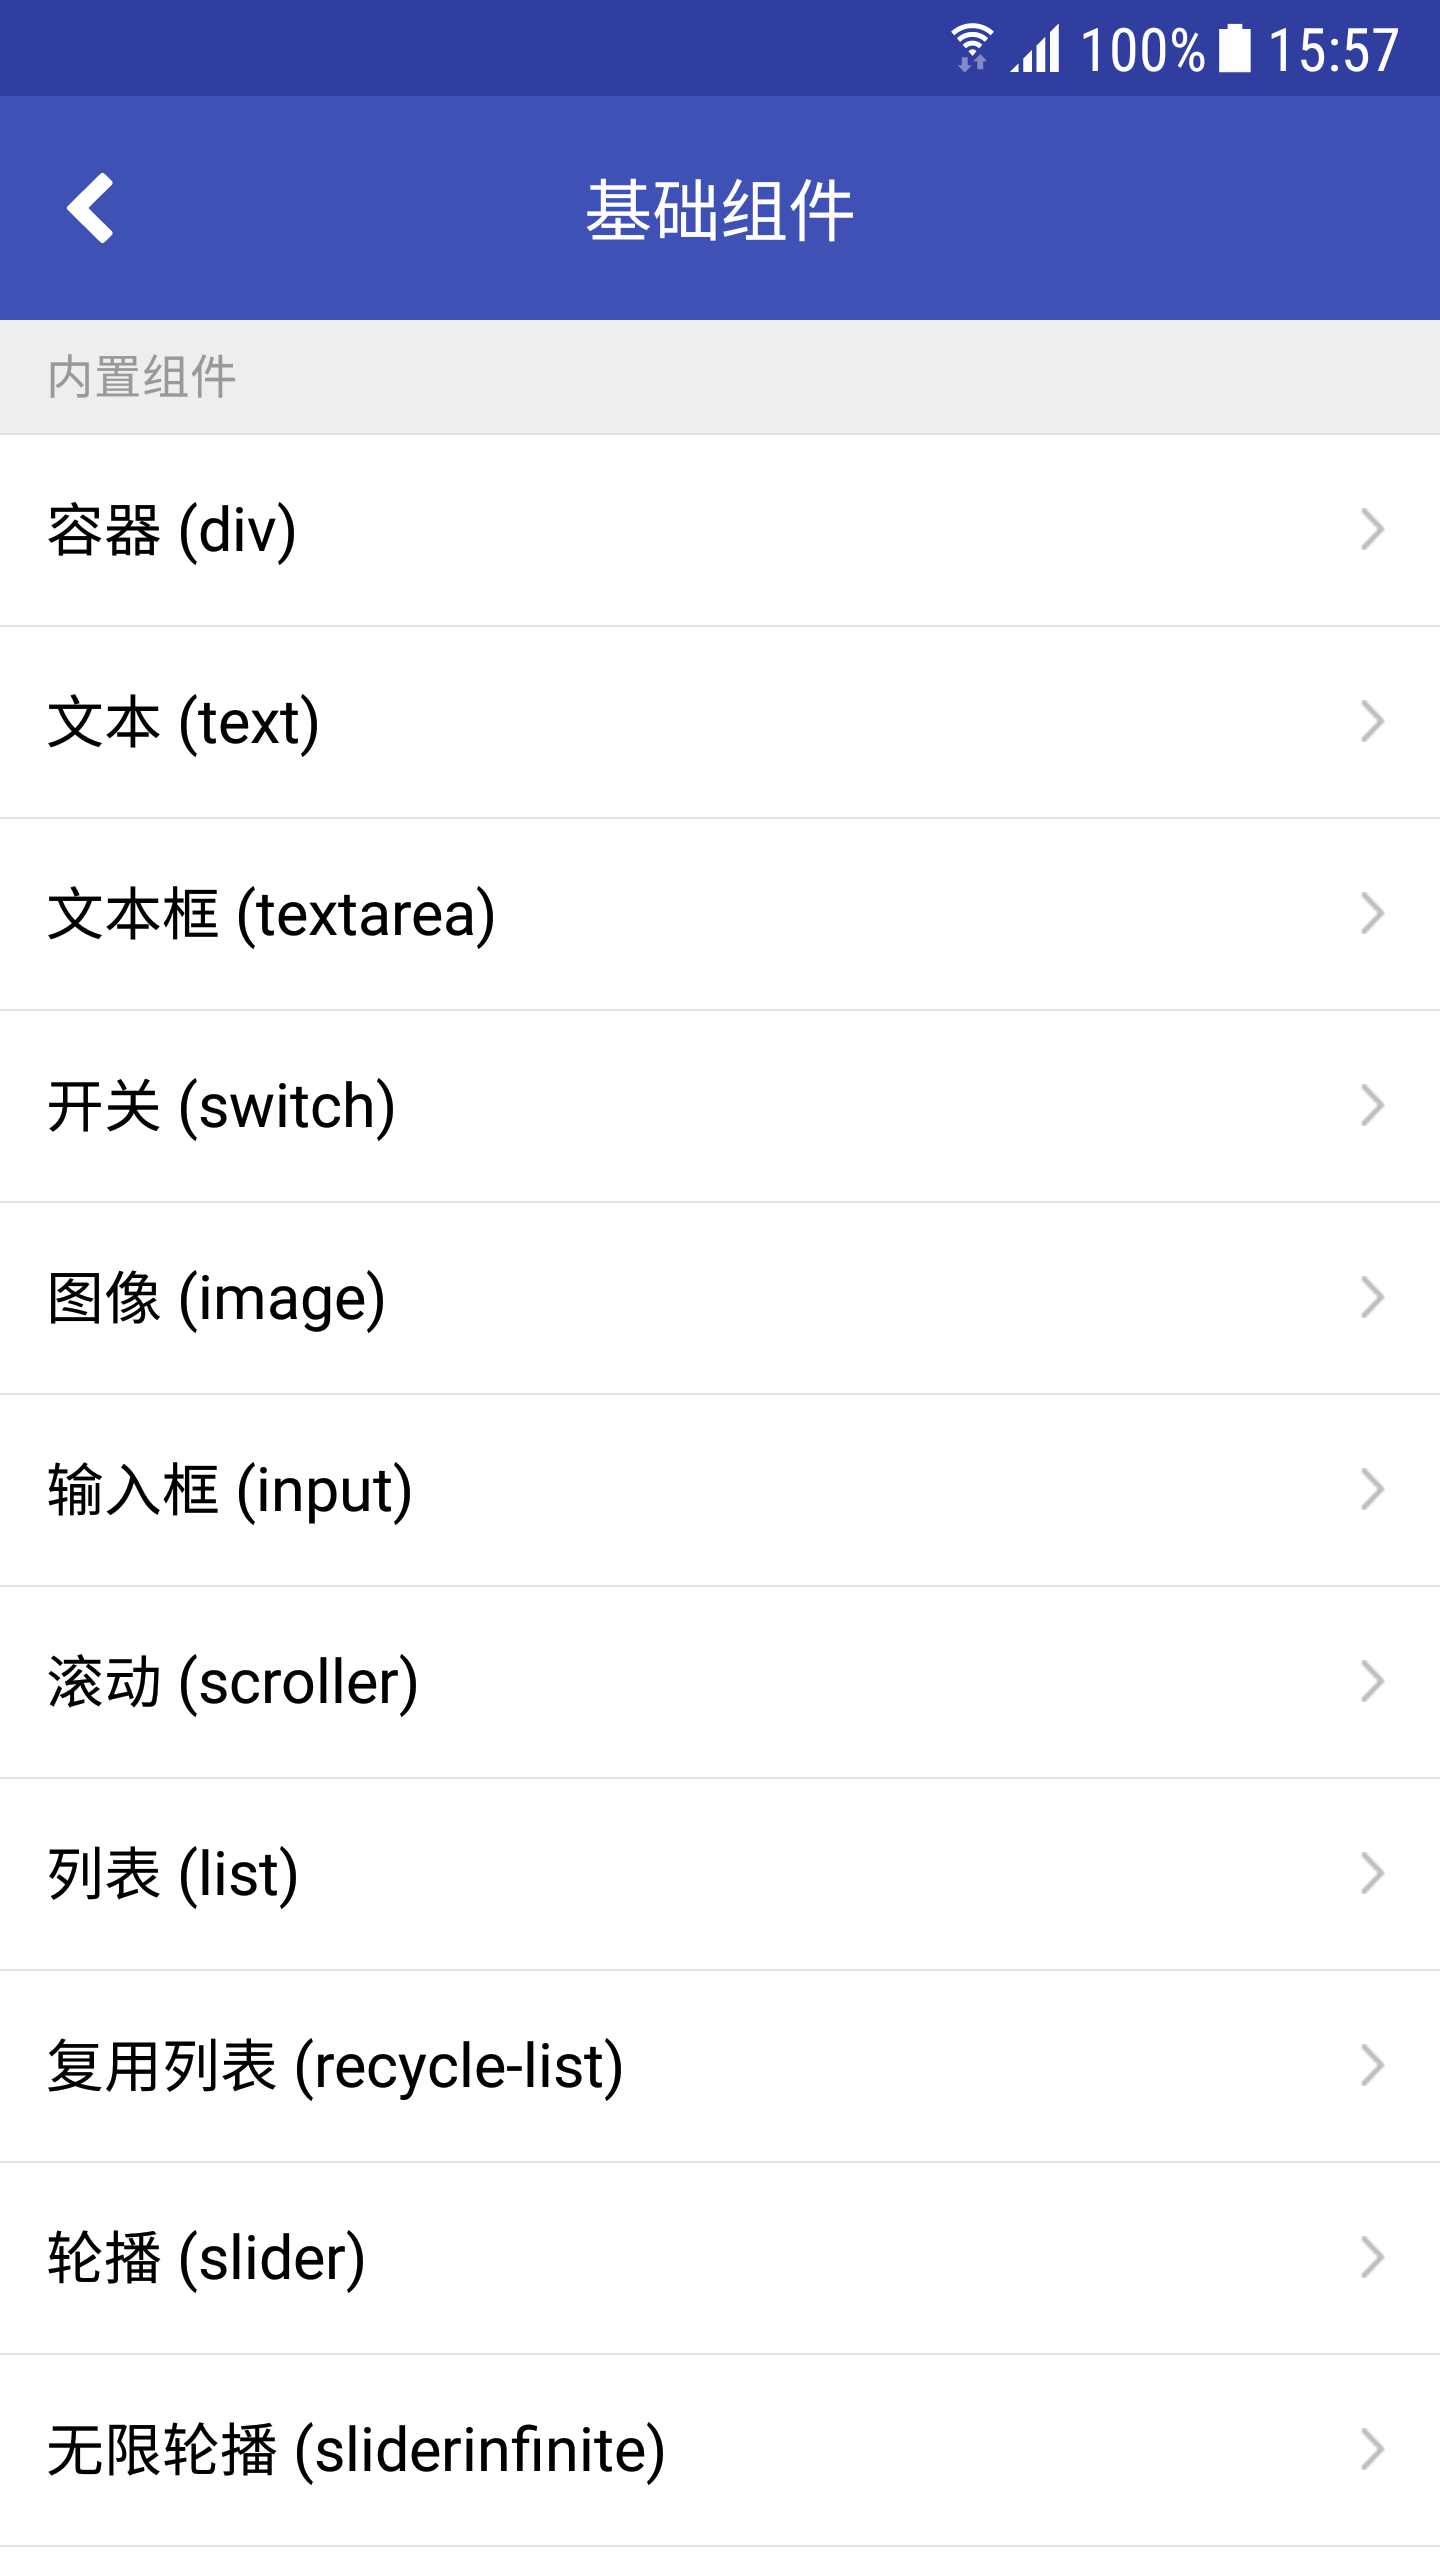 100% 15:57
基础组件
内置组件
容器 (div)
文本 (text)
文本框 (textarea)
开关 (switch)
图像 (image)
输入框 (input)
滚动 (scroller)
列表 (list)
复用列表 (recycle-list)
轮播 (slider)
无限轮播 (sliderinfinite)